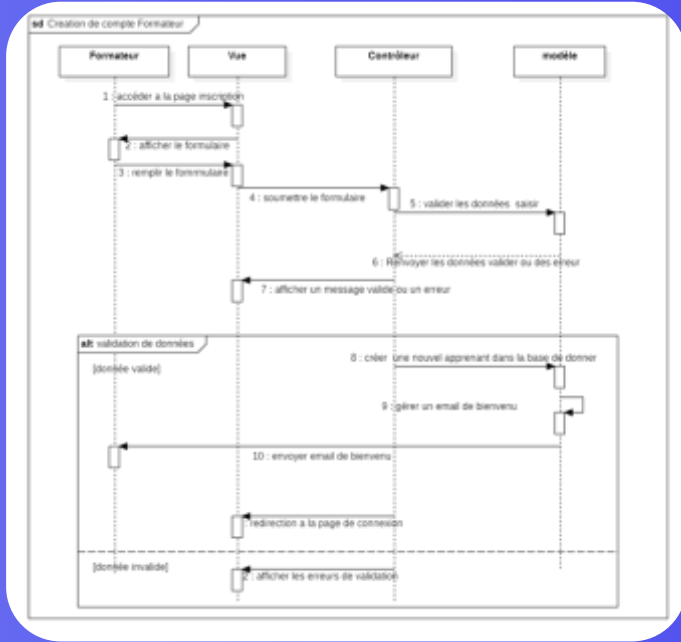 sd Creation de compte Formateur
Formateur
Vue
Contrôleur
modèle
1 : accéder a la page inscription
2 : afficher le formulaire
3 : remplir le formmulaire
4 : soumettre le formulaire
5 : valider les données saisir
6 : Renvoyer les données valider ou des erreur
7 : afficher un message valide ou un erreur
alt validation de données
8 : créer une nouvel apprenant dans la base de donner
[donnée valide]
9 : gérer un email de bienvenu
10 : envoyer email de bienvenu
: redirection a la page de connexion
[donnée invalide]
2 : afficher les erreurs de validation